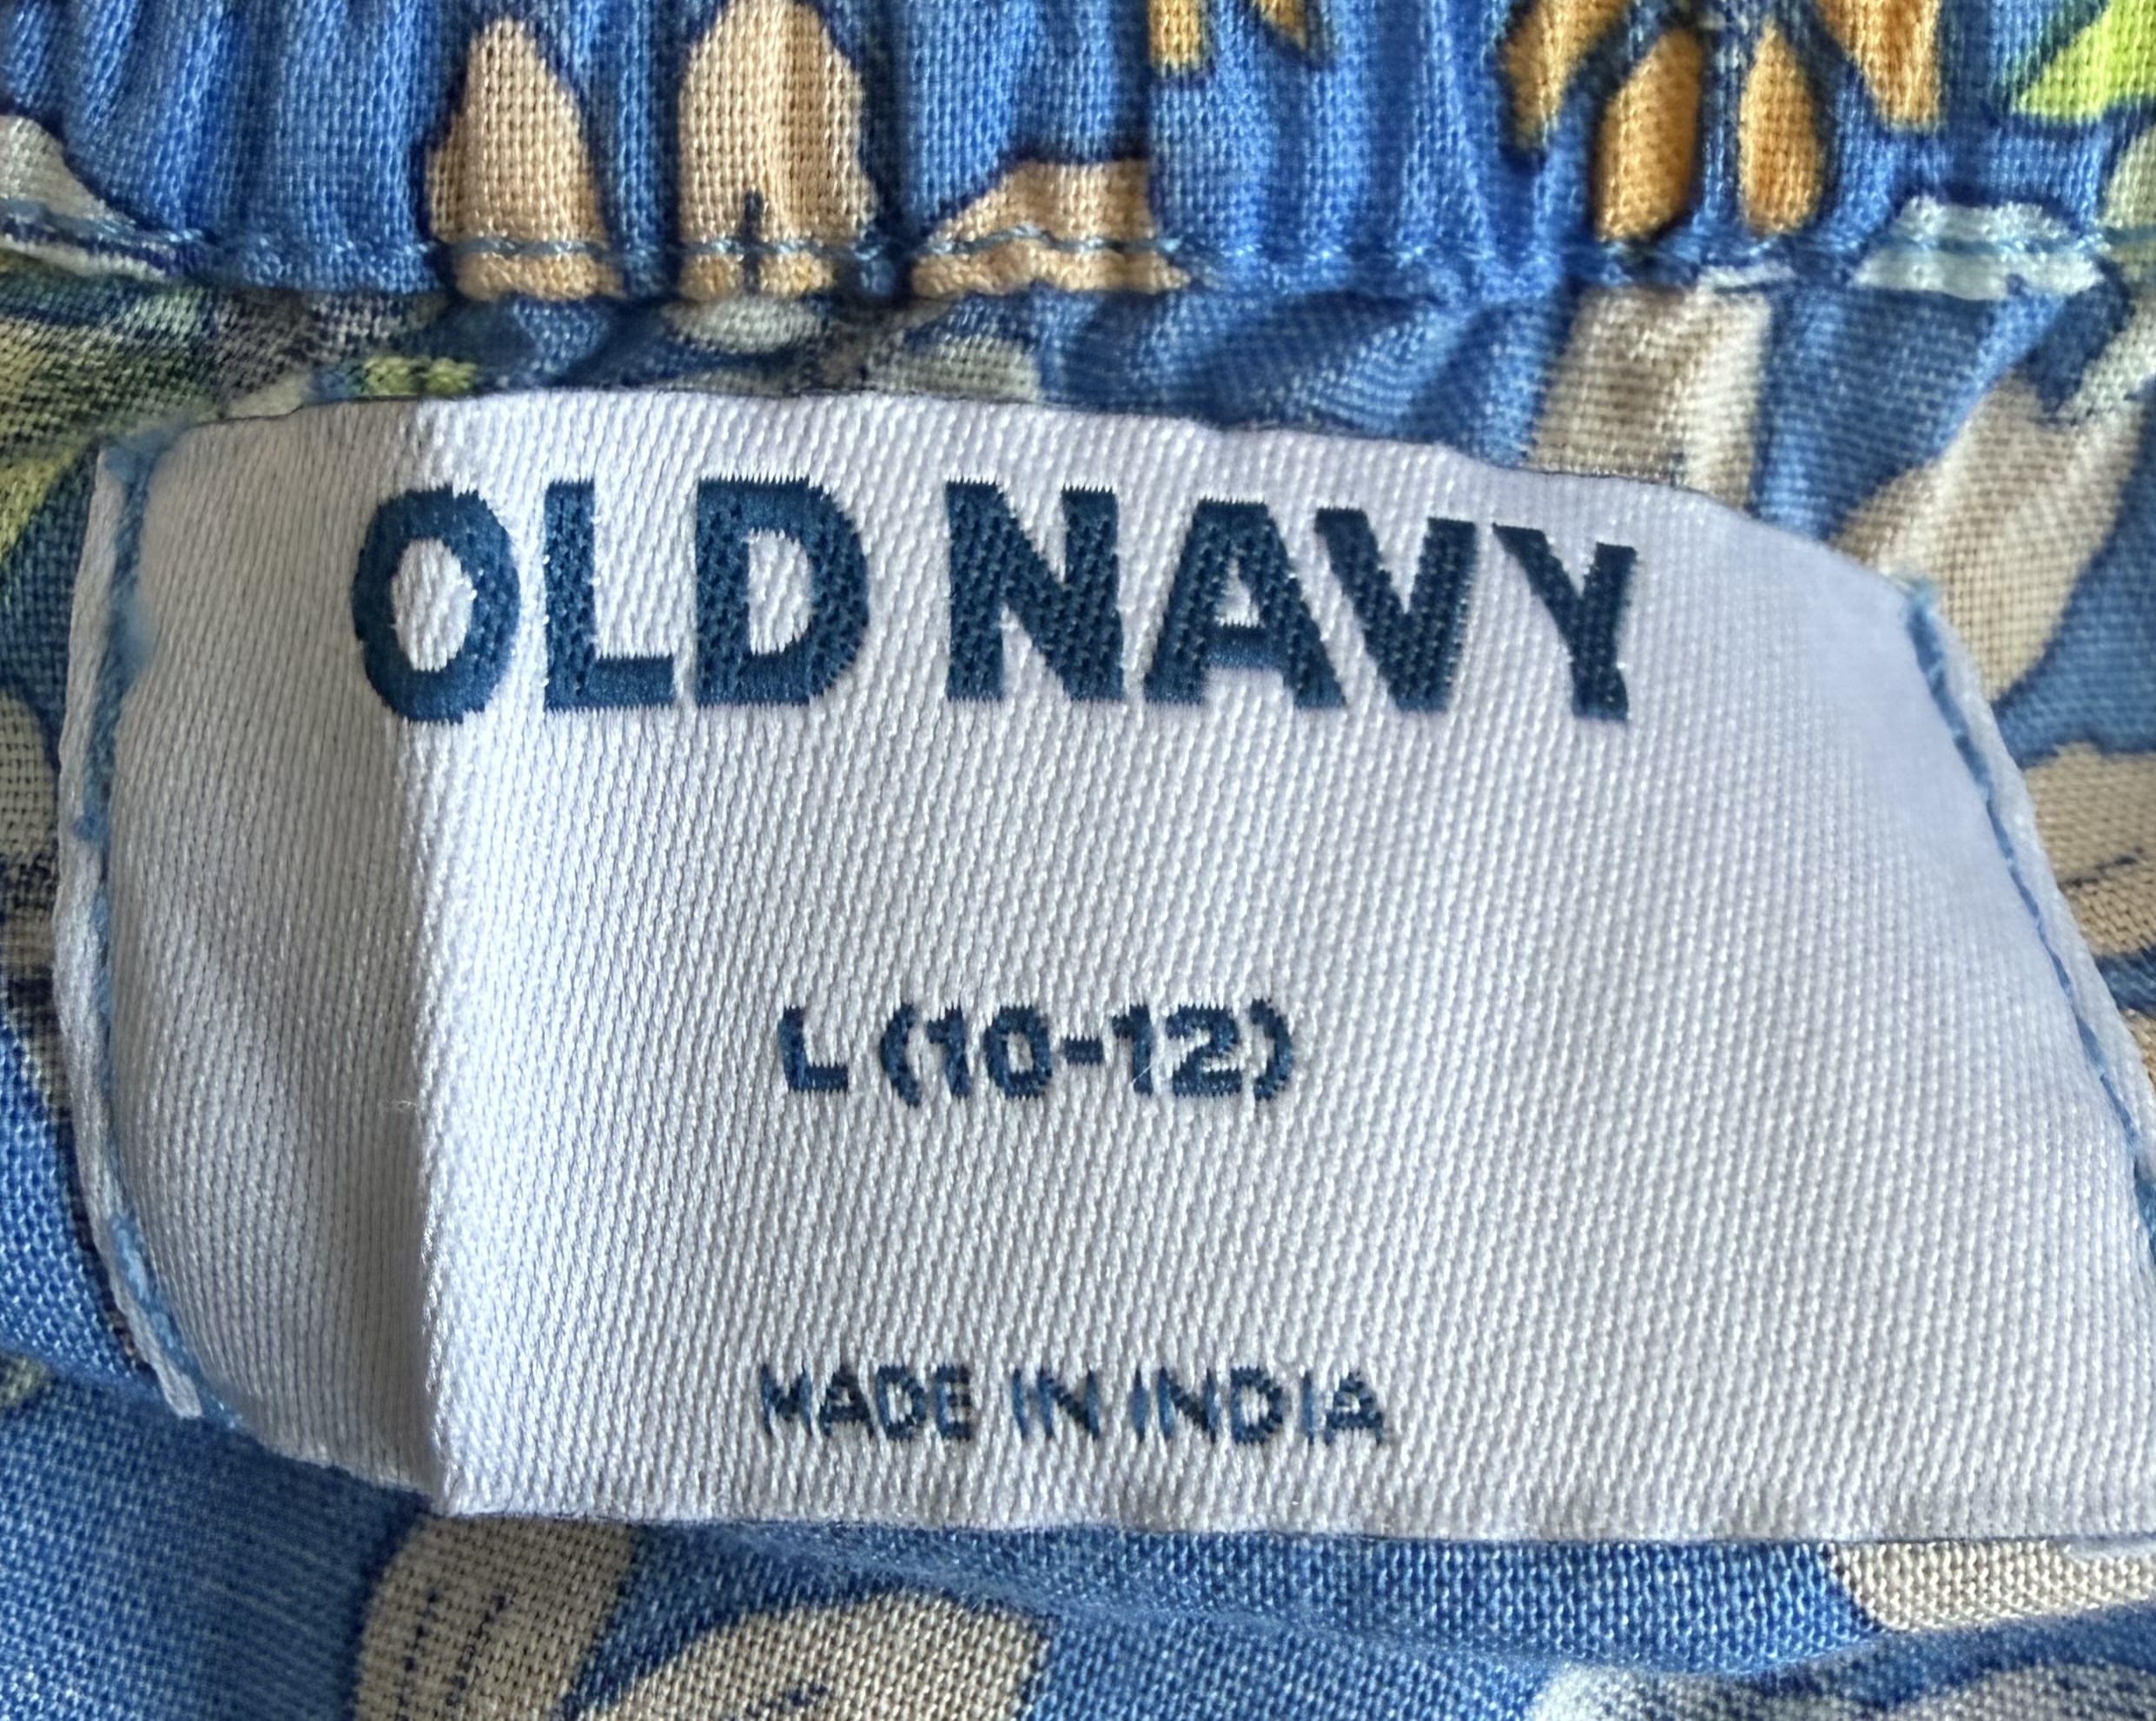 OLD NAVY
L (10-12)
MADE IN INDIA